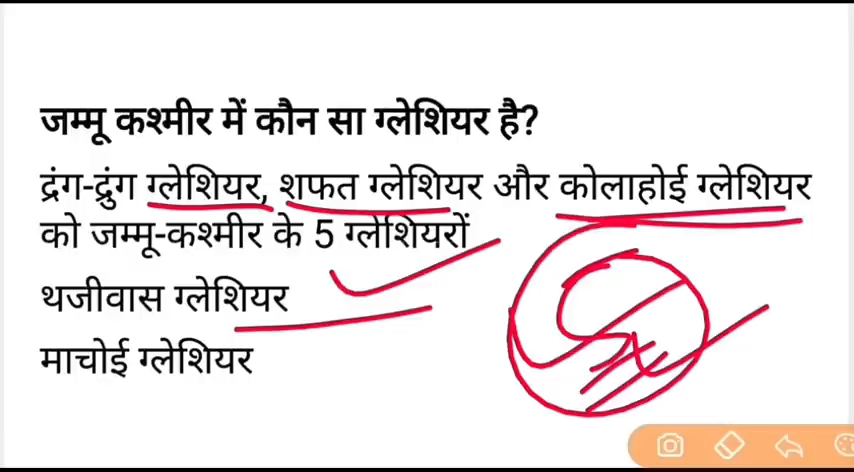 जम्मू कश्मीर में कौन सा ग्लेशियर है?
द्रंग-द्रुंग ग्लेशियर, शफत ग्लेशियर और कोलाहोई ग्लेशियर
को जम्मू-कश्मीर के 5 ग्लेशियरों
थजीवास ग्लेशियर
माचोई ग्लेशियर